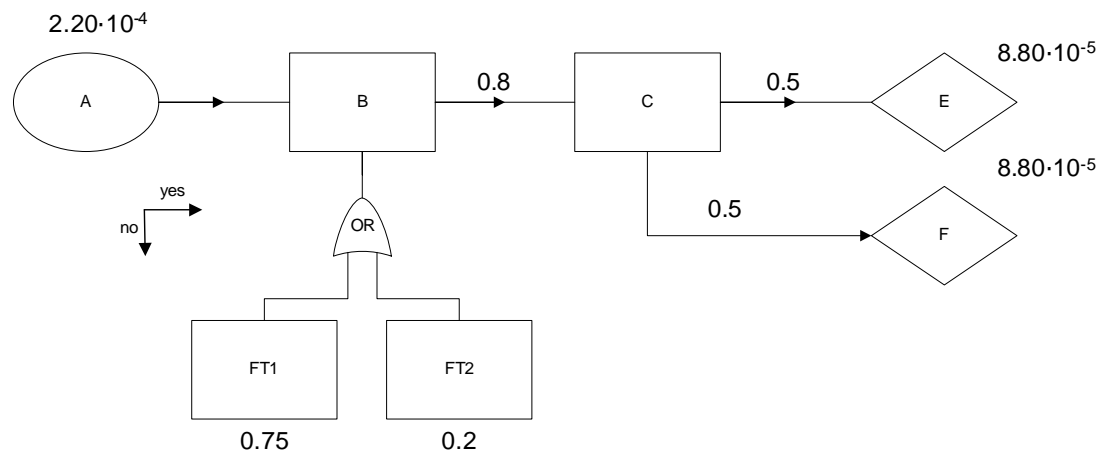 2.20·10⁻⁴
A
B
0.8
C
0.5
E
8.80·10⁻⁵
yes
no
OR
0.5
F
8.80·10⁻⁵
FT1
FT2
0.75
0.2